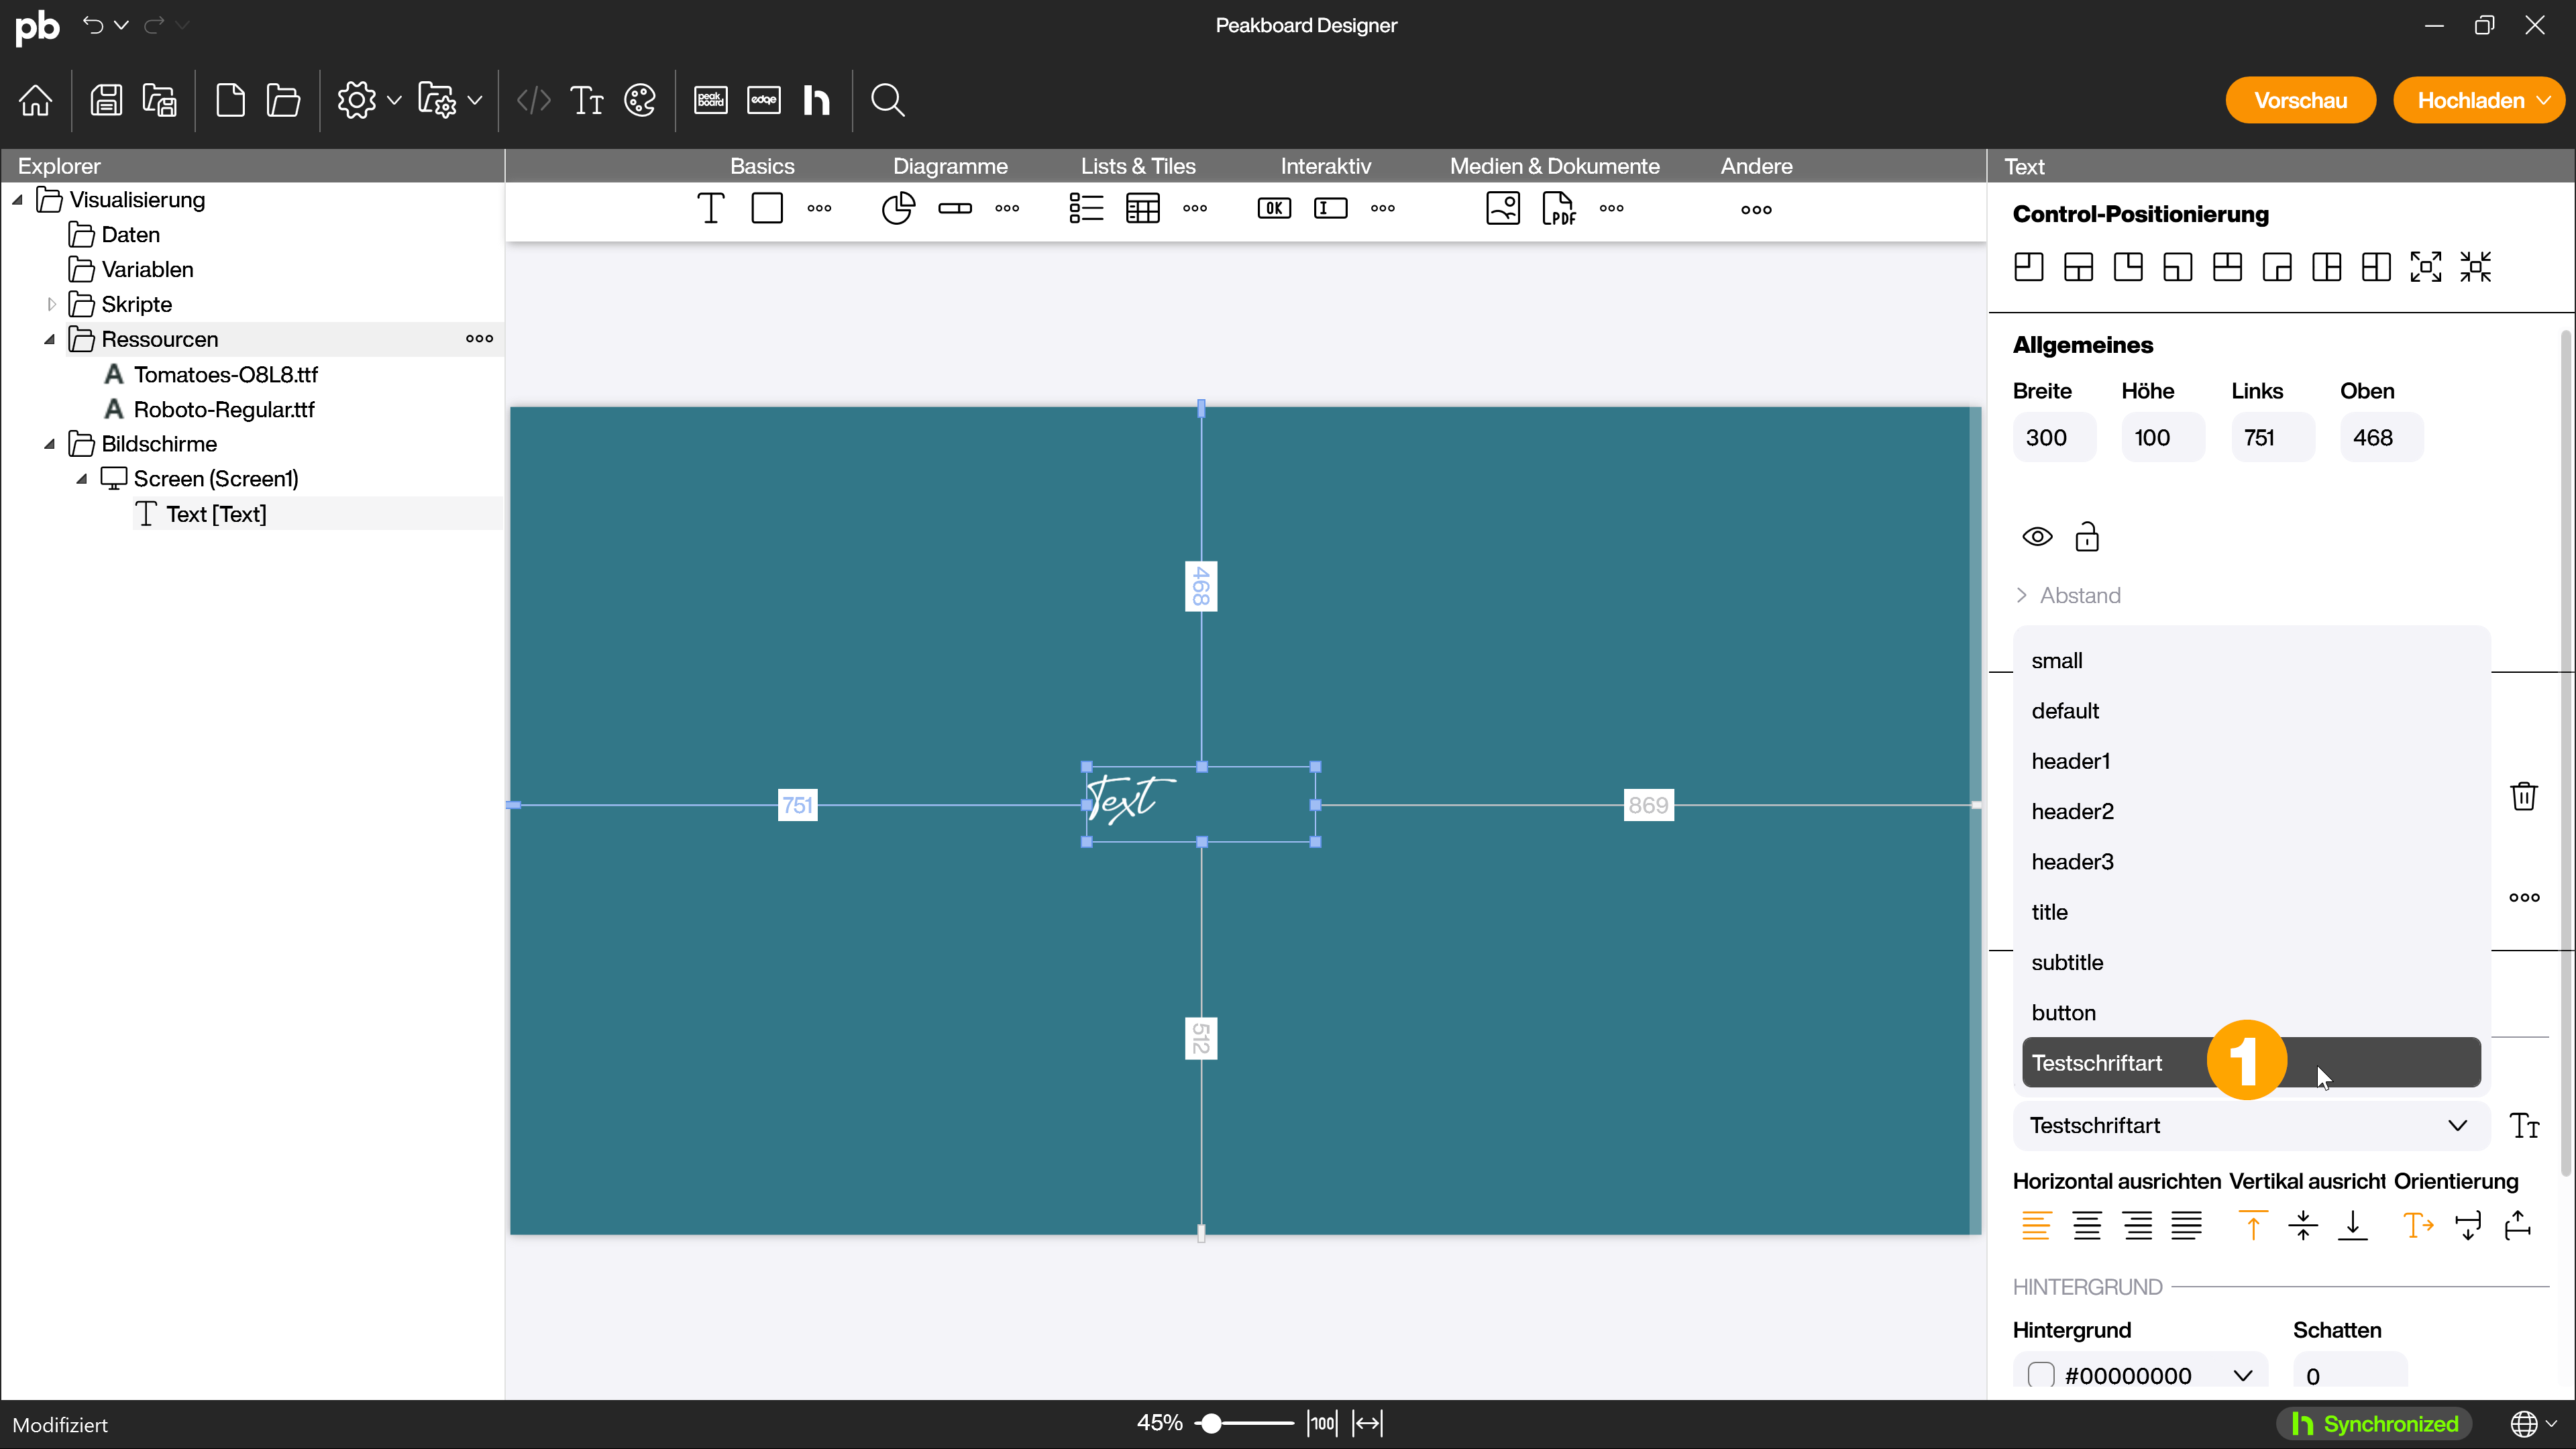 pb
Peakboard Designer
peak board
edge
h
Vorschau
Hochladen
Explorer
Basics
Diagramme
Lists & Tiles
Interaktiv
Medien & Dokumente
Andere
Text
OK
PDF
Visualisierung
Daten
Variablen
Skripte
Ressourcen
A Tomatoes-O8L8.ttf
A Roboto-Regular.ttf
Bildschirme
Screen (Screen1)
Text [Text]
468
751
Text
869
512
Control-Positionierung
Allgemeines
Breite Höhe Links Oben
300 100 751 468
Abstand
small
default
header1
header2
header3
title
subtitle
button
Testschriftart
1
Testschriftart
Horizontal ausrichten Vertikal ausricht Orientierung
HINTERGRUND
Hintergrund Schatten
#00000000 0
Modifiziert
45%
100
h Synchronized